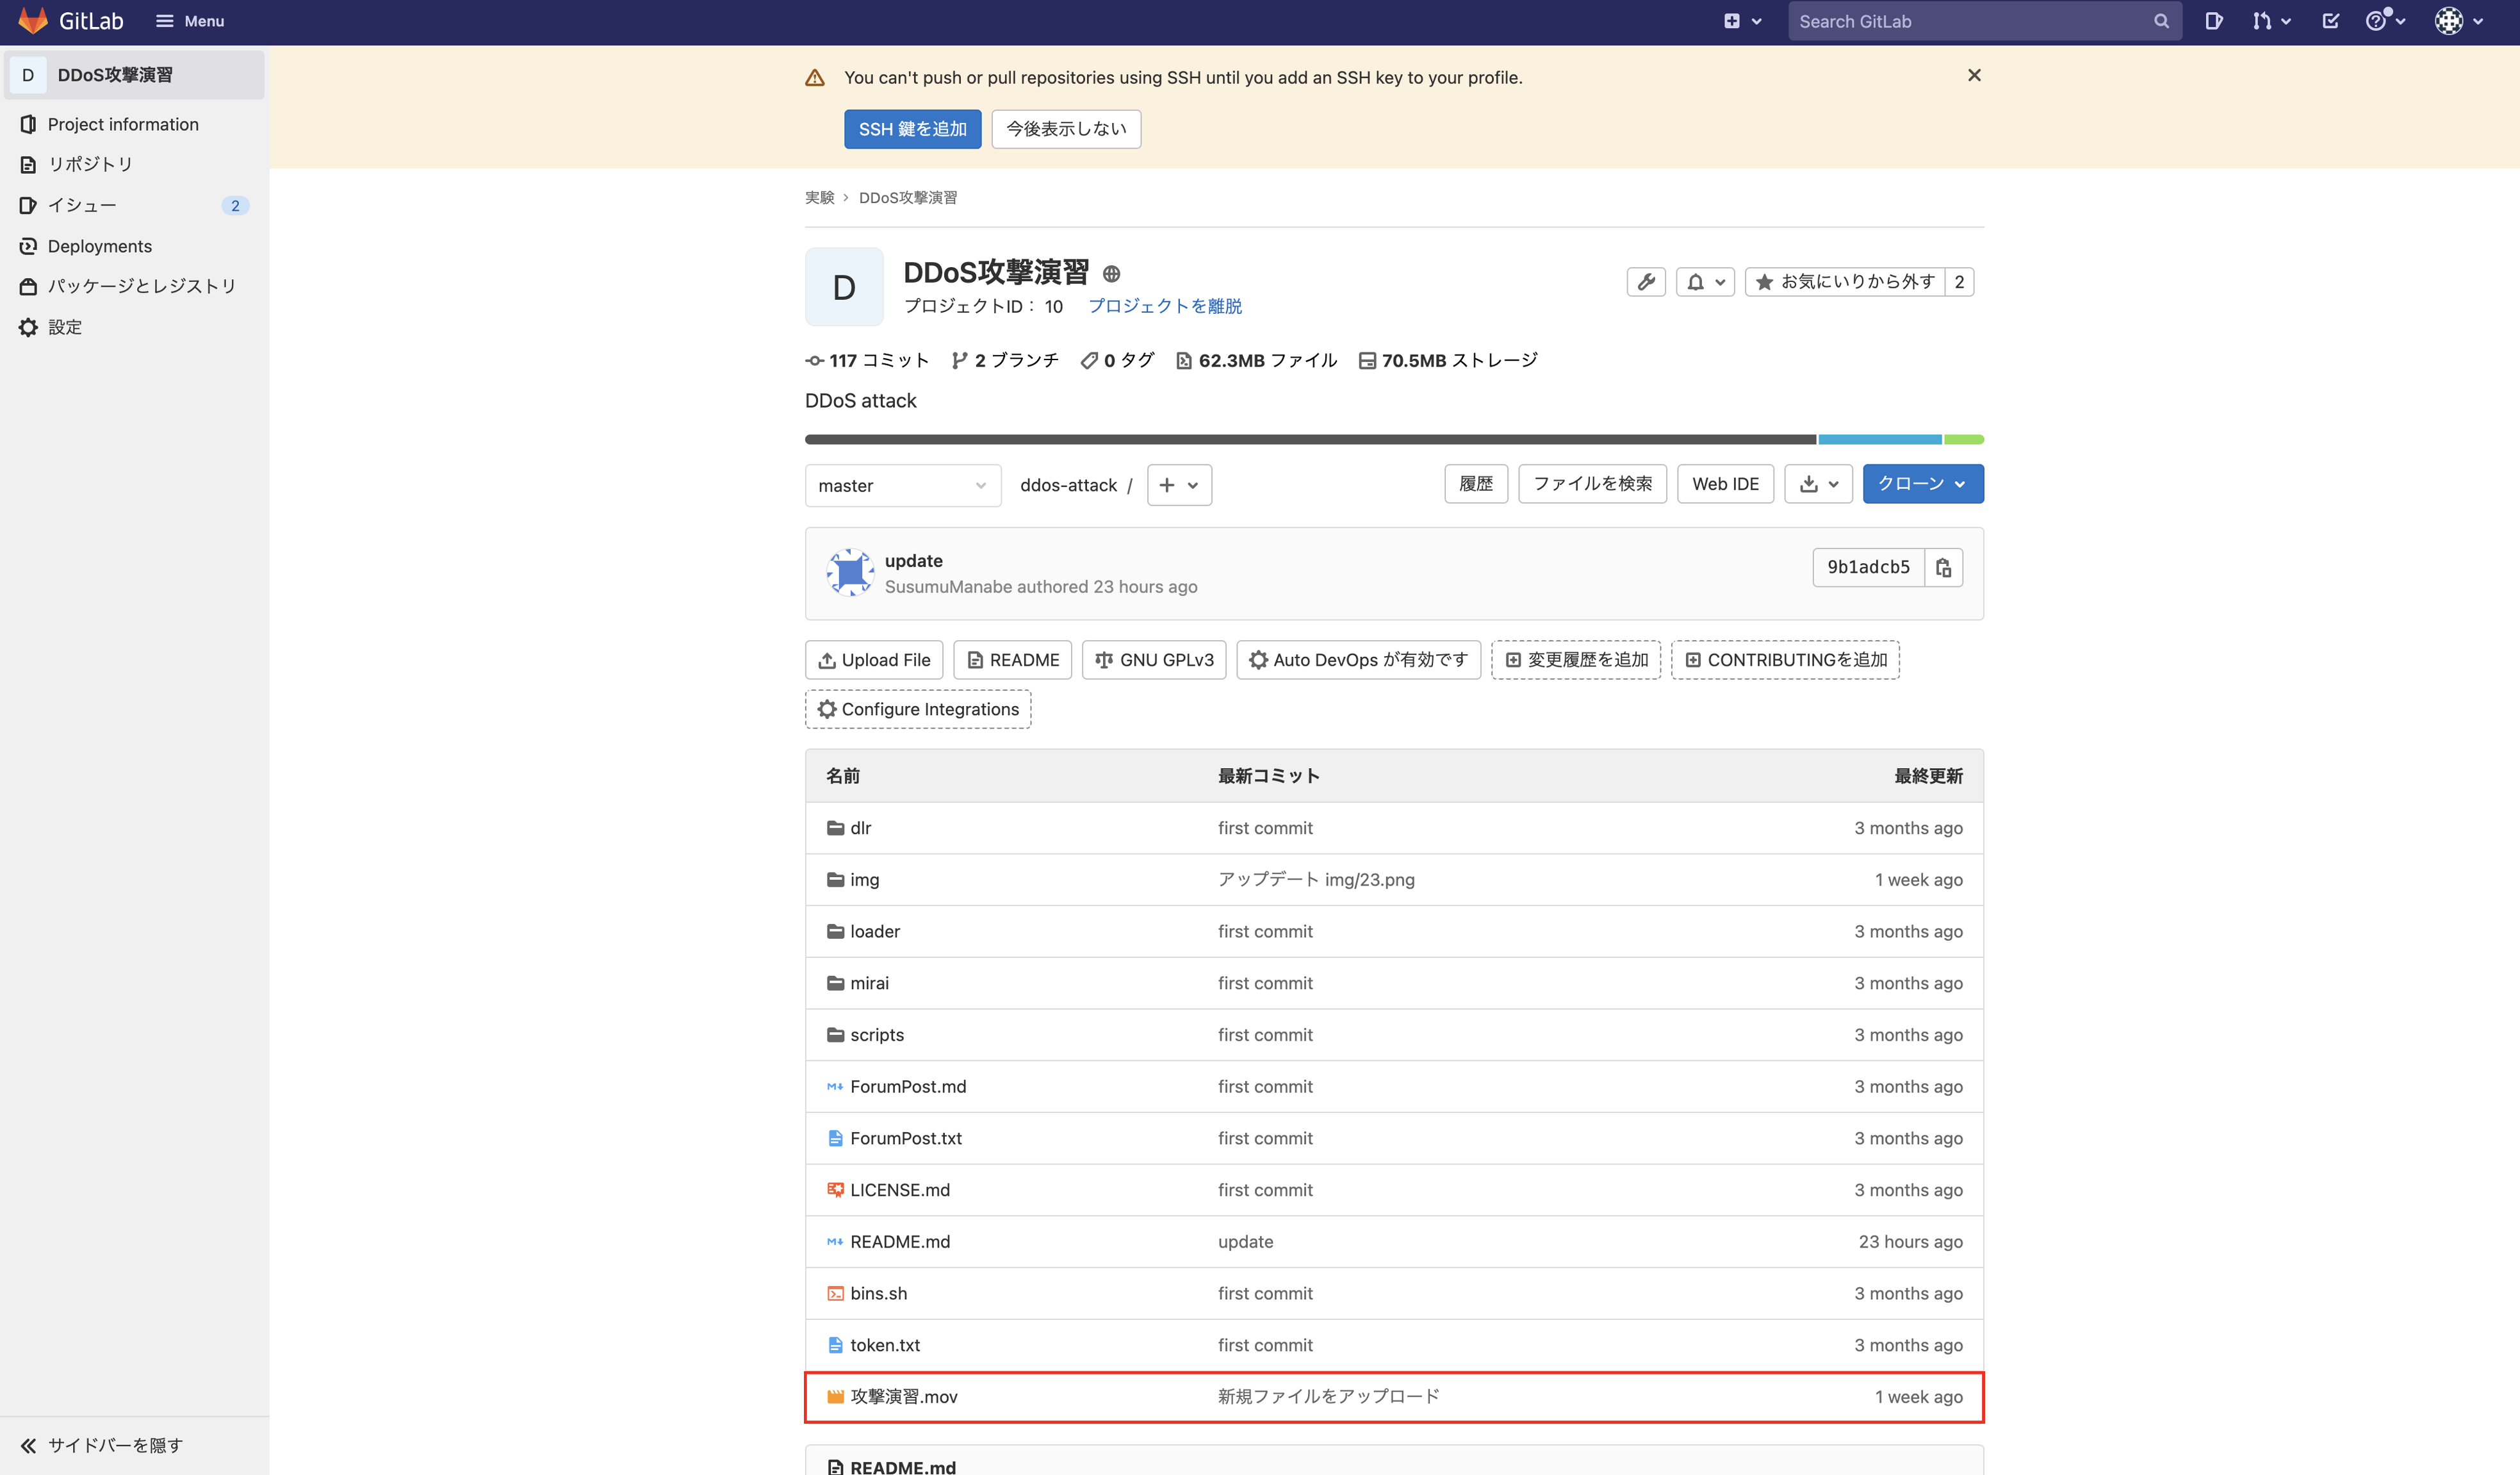 GitLab Menu Search GitLab
D DDoS攻撃演習
Project information
リポジトリ
イシュー 2
Deployments
パッケージとレジストリ
設定
サイドバーを隠す
You can't push or pull repositories using SSH until you add an SSH key to your profile.
SSH 鍵を追加 今後表示しない
実験 › DDoS攻撃演習
D
DDoS攻撃演習
プロジェクトID： 10 プロジェクトを離脱
お気にいりから外す 2
117 コミット 2 ブランチ 0 タグ 62.3MB ファイル 70.5MB ストレージ
DDoS attack
master ddos-attack / + 履歴 ファイルを検索 Web IDE クローン
update
SusumuManabe authored 23 hours ago
9b1adcb5
Upload File README GNU GPLv3 Auto DevOps が有効です 変更履歴を追加 CONTRIBUTINGを追加
Configure Integrations
名前 最新コミット 最終更新
dlr first commit 3 months ago
img アップデート img/23.png 1 week ago
loader first commit 3 months ago
mirai first commit 3 months ago
scripts first commit 3 months ago
ForumPost.md first commit 3 months ago
ForumPost.txt first commit 3 months ago
LICENSE.md first commit 3 months ago
README.md update 23 hours ago
bins.sh first commit 3 months ago
token.txt first commit 3 months ago
攻撃演習.mov 新規ファイルをアップロード 1 week ago
README.md